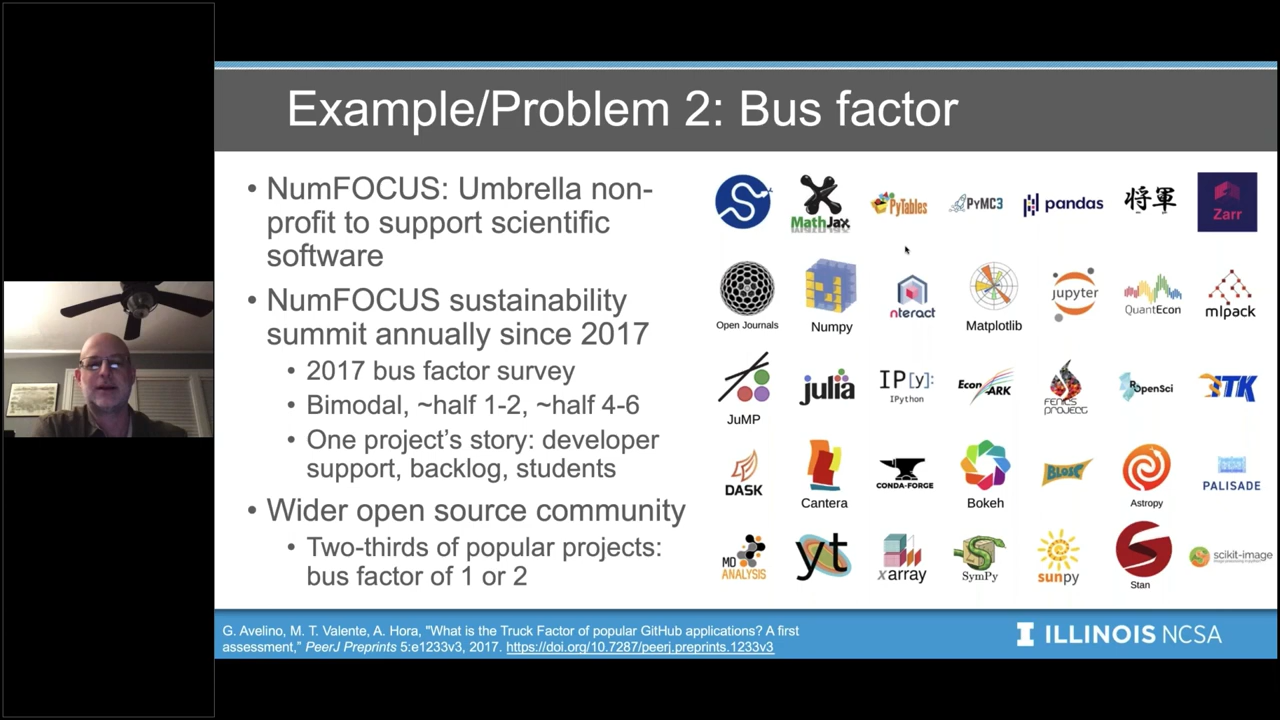 Example/Problem 2: Bus factor
• NumFOCUS: Umbrella non-
profit to support scientific
software
• NumFOCUS sustainability
summit annually since 2017
• 2017 bus factor survey
• Bimodal, ~half 1-2, ~half 4-6
• One project's story: developer
support, backlog, students
• Wider open source community
• Two-thirds of popular projects:
bus factor of 1 or 2
MathJax
PyTables
PyMC3
pandas
将軍
Zarr
Open Journals
Numpy
nteract
Matplotlib
jupyter
QuantEcon
mlpack
JuMP
julia
IP[y]:
IPython
Econ-ARK
FENICS
PROJECT
ROpenSci
ITK
DASK
Cantera
CONDA-FORGE
Bokeh
BLOSC
Astropy
PALISADE
MD
ANALYSIS
yt
xarray
SymPy
sunpy
Stan
scikit-image
G. Avelino, M. T. Valente, A. Hora, "What is the Truck Factor of popular GitHub applications? A first
assessment," PeerJ Preprints 5:e1233v3, 2017. https://doi.org/10.7287/peerj.preprints.1233v3
I ILLINOIS NCSA